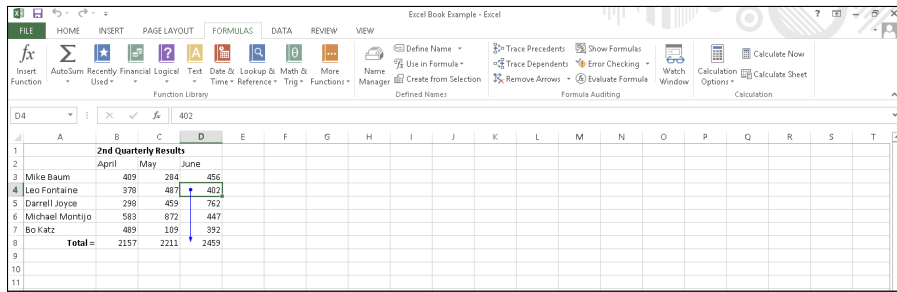 Excel Book Example - Excel
FILE HOME INSERT PAGE LAYOUT FORMULAS DATA REVIEW VIEW
fx Insert Function
Σ AutoSum
Recently Used
Financial
Logical
A Text
Date & Time
Lookup & Reference
θ Math & Trig
More Functions
Function Library
Name Manager
Define Name
Use in Formula
Create from Selection
Defined Names
Trace Precedents
Trace Dependents
Remove Arrows
Show Formulas
Error Checking
Evaluate Formula
Watch Window
Formula Auditing
Calculation Options
Calculate Now
Calculate Sheet
Calculation
D4 fx 402
A B C D E F G H I J K L M N O P Q R S T
1 2nd Quarterly Results
2 April May June
3 Mike Baum 409 284 456
4 Leo Fontaine 378 487 402
5 Darrell Joyce 298 459 762
6 Michael Montijo 583 872 447
7 Bo Katz 489 109 392
8 Total = 2157 2211 2459
9
10
11